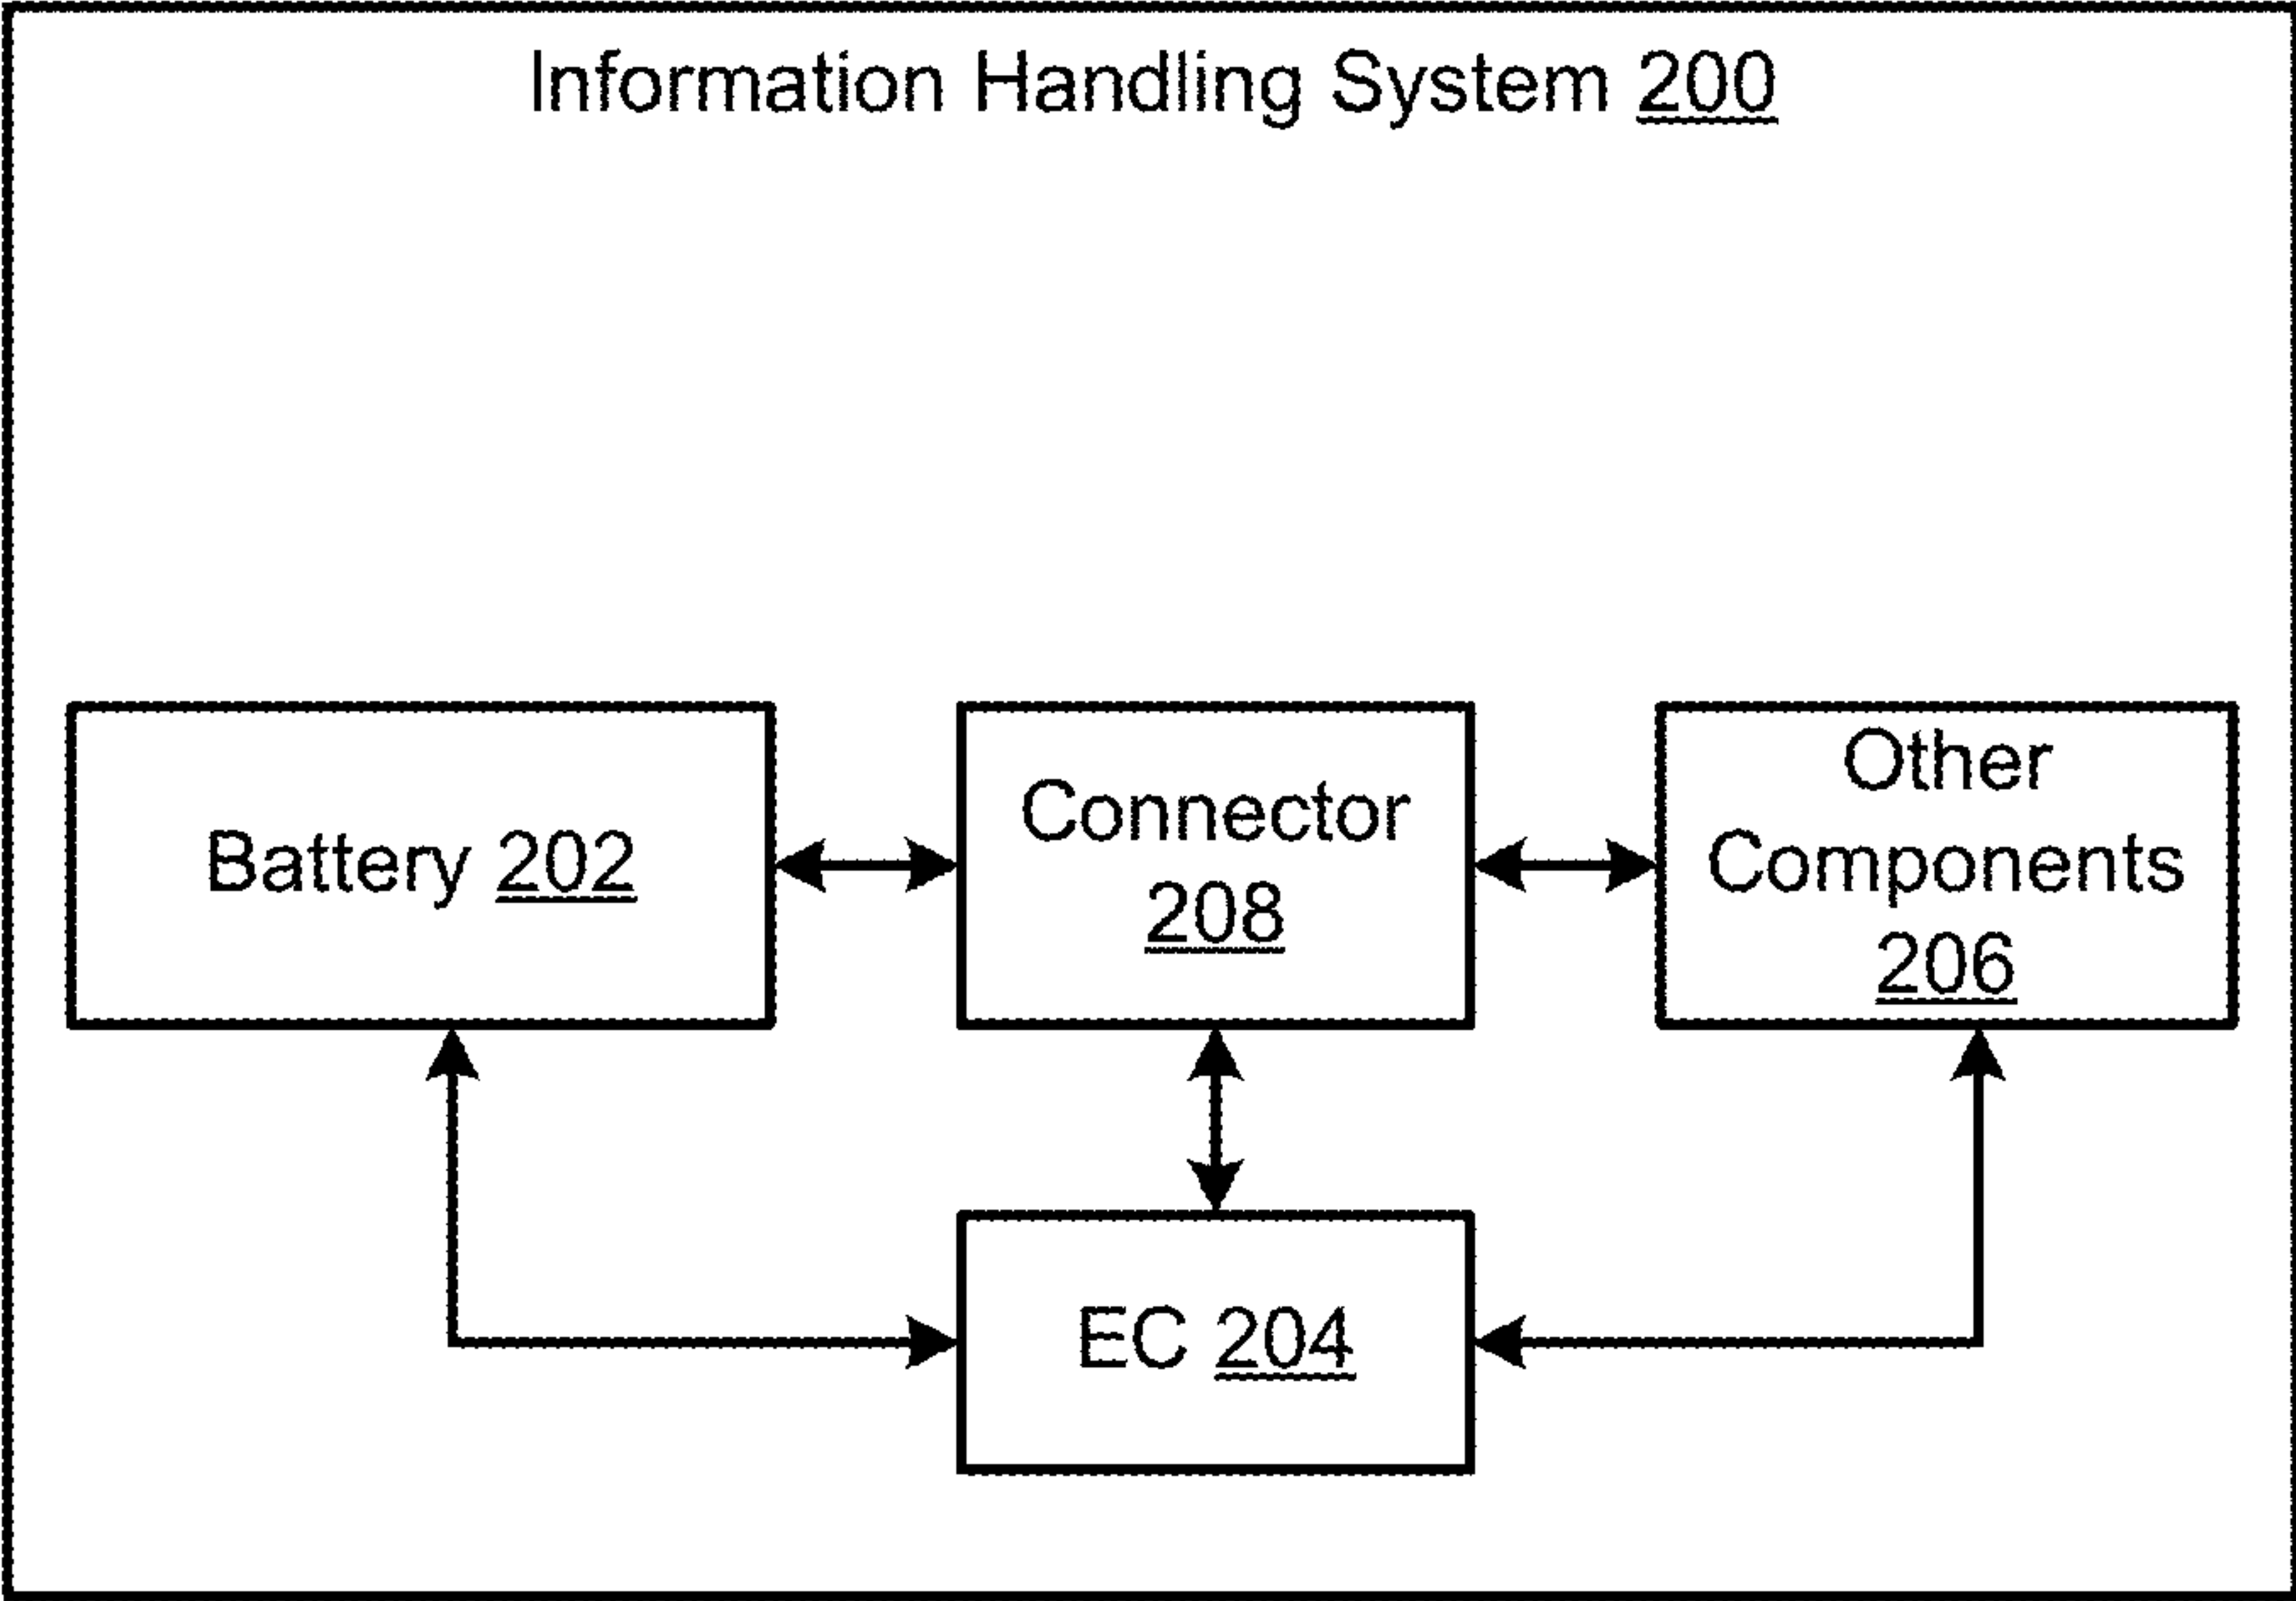 Information Handling System 200
Battery 202
Connector
208
Other
Components
206
EC 204